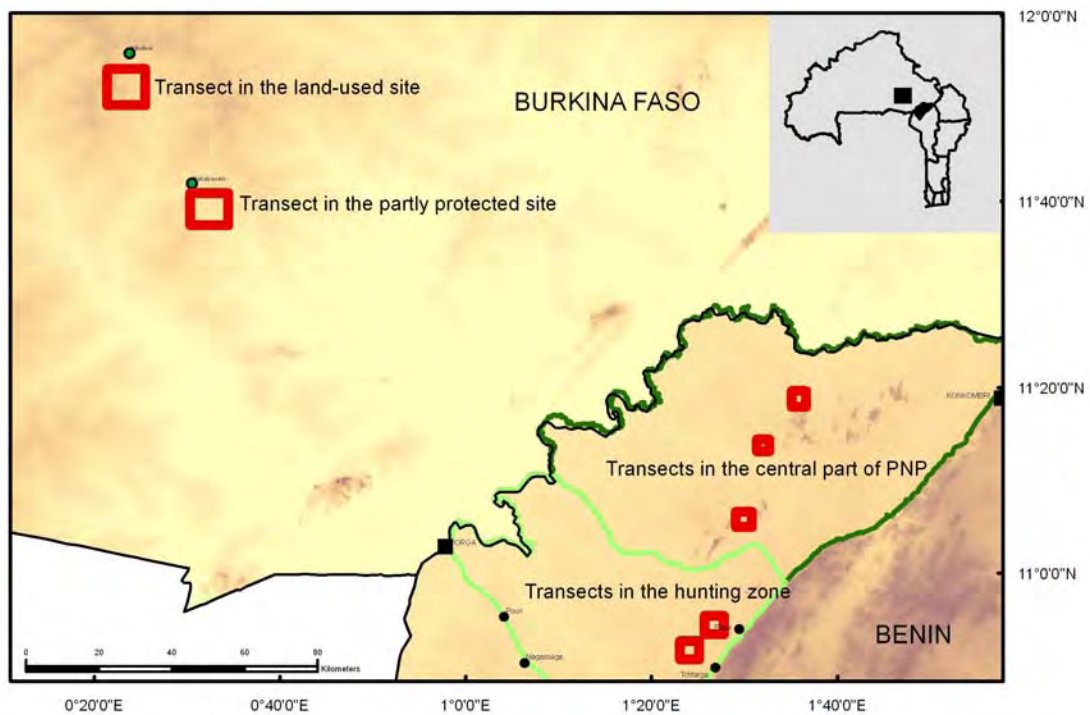 12°0'0"N
Transect in the land-used site
BURKINA FASO
Transect in the partly protected site
11°40'0"N
11°20'0"N
KONKOMBRI
Transects in the central part of PNP
PORGA
11°0'0"N
Transects in the hunting zone
BENIN
0 20 40 60 80
Kilometers
0°20'0"E 0°40'0"E 1°0'0"E 1°20'0"E 1°40'0"E